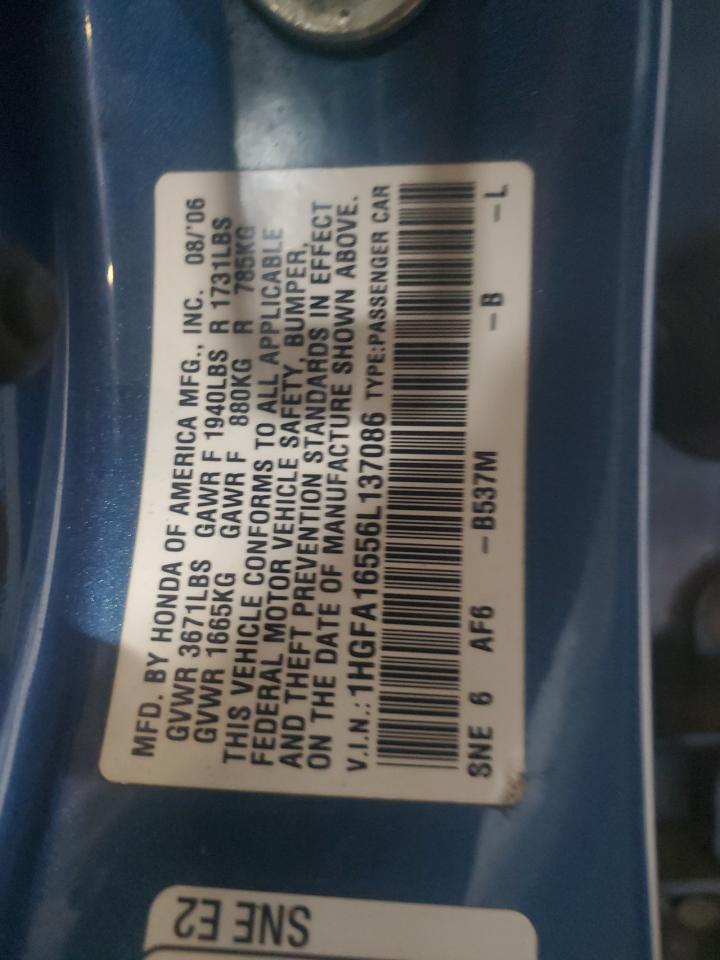 MFD. BY HONDA OF AMERICA MFG., INC. 08/'06
GVWR 3671LBS GAWR F 1940LBS R 1731LBS
GVWR 1665KG GAWR F 880KG R 785KG
THIS VEHICLE CONFORMS TO ALL APPLICABLE
FEDERAL MOTOR VEHICLE SAFETY, BUMPER,
AND THEFT PREVENTION STANDARDS IN EFFECT
ON THE DATE OF MANUFACTURE SHOWN ABOVE.
V.I.N.: 1HGFA16556L137086 TYPE:PASSENGER CAR
SNE 6 AF6 –B537M –B –L
SNE E2